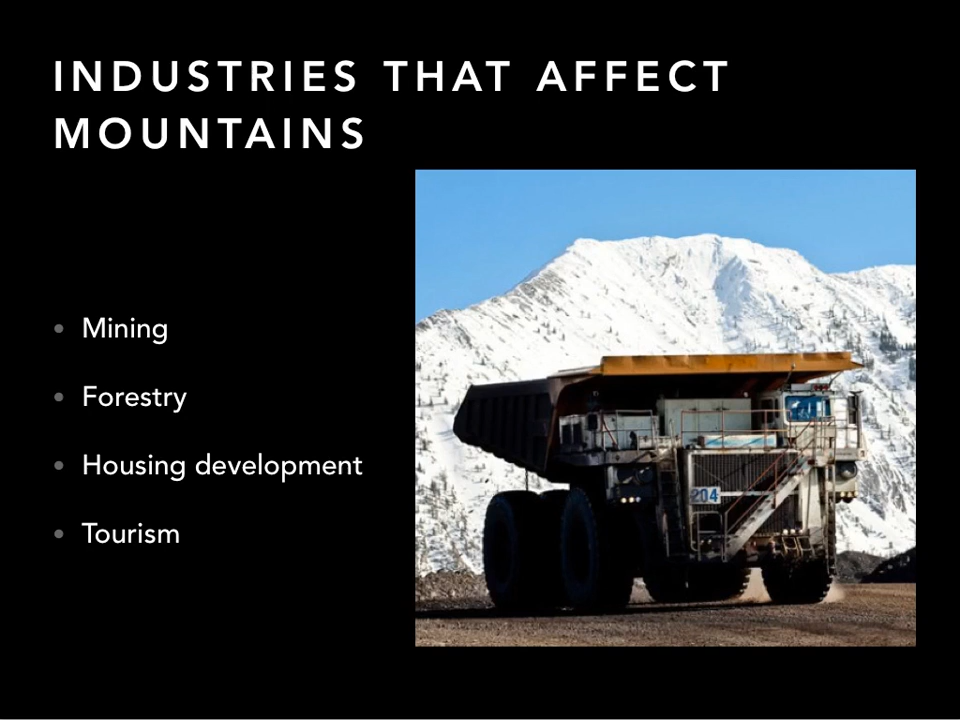 INDUSTRIES THAT AFFECT
MOUNTAINS
Mining
Forestry
Housing development
Tourism
204